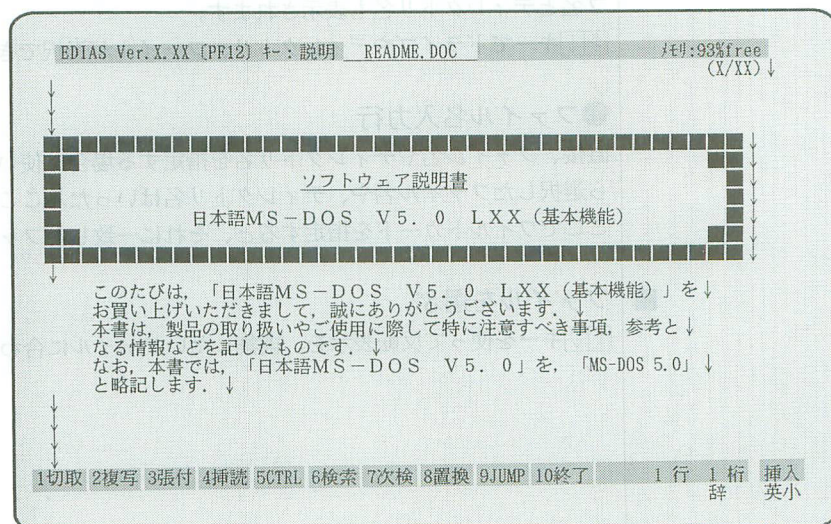 EDIAS Ver.X.XX [PF12] キー：説明　README.DOC　ﾒﾓﾘ:93%free
(X/XX)↓
↓
↓
ソフトウェア説明書
日本語ＭＳ－ＤＯＳ　Ｖ５．０　ＬＸＸ（基本機能）
↓
このたびは，「日本語ＭＳ－ＤＯＳ　Ｖ５．０　ＬＸＸ（基本機能）」を↓
お買い上げいただきまして，誠にありがとうございます．↓
本書は，製品の取り扱いやご使用に際して特に注意すべき事項，参考と↓
なる情報などを記したものです．↓
なお，本書では，「日本語ＭＳ－ＤＯＳ　Ｖ５．０」を，「MS-DOS 5.0」↓
と略記します．↓
↓
↓
↓
1切取 2複写 3張付 4挿読 5CTRL 6検索 7次検 8置換 9JUMP 10終了　1 行　1 桁　挿入
辞　英小